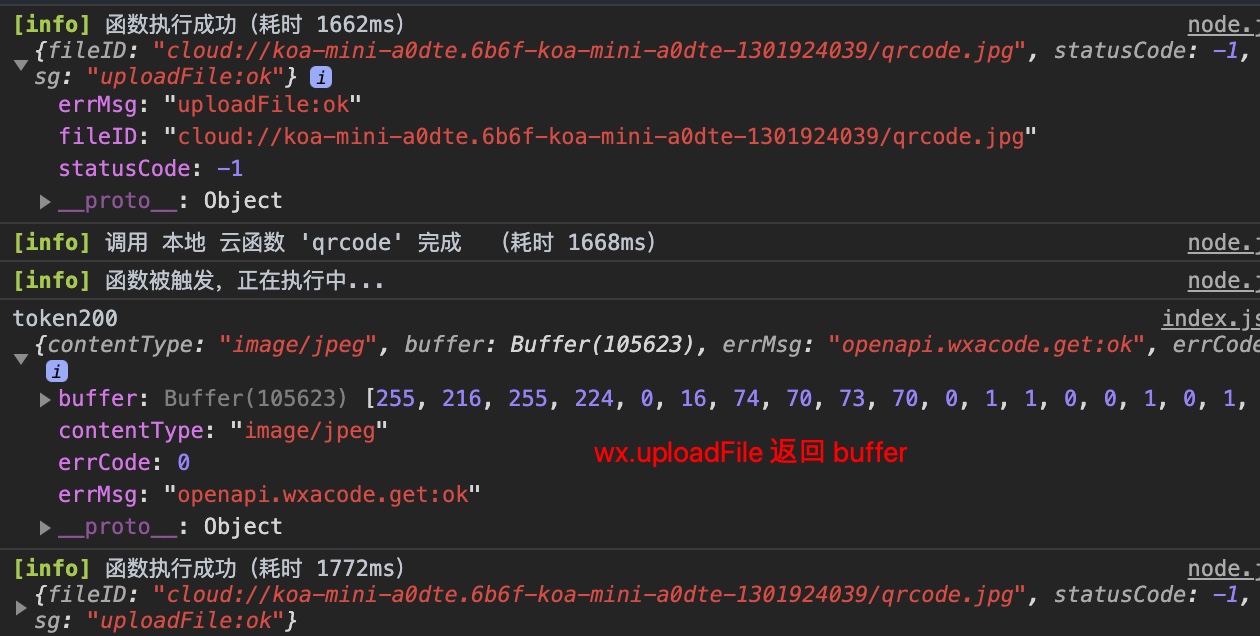 [info] 函数执行成功 (耗时 1662ms) node.j
{fileID: "cloud://koa-mini-a0dte.6b6f-koa-mini-a0dte-1301924039/qrcode.jpg", statusCode: -1,
sg: "uploadFile:ok"} i
errMsg: "uploadFile:ok"
fileID: "cloud://koa-mini-a0dte.6b6f-koa-mini-a0dte-1301924039/qrcode.jpg"
statusCode: -1
__proto__: Object
[info] 调用 本地 云函数 'qrcode' 完成 (耗时 1668ms) node.j
[info] 函数被触发，正在执行中... node.j
token200 index.js
{contentType: "image/jpeg", buffer: Buffer(105623), errMsg: "openapi.wxacode.get:ok", errCode
i
buffer: Buffer(105623) [255, 216, 255, 224, 0, 16, 74, 70, 73, 70, 0, 1, 1, 0, 0, 1, 0, 1,
contentType: "image/jpeg"
errCode: 0
wx.uploadFile 返回 buffer
errMsg: "openapi.wxacode.get:ok"
__proto__: Object
[info] 函数执行成功 (耗时 1772ms) node.j
{fileID: "cloud://koa-mini-a0dte.6b6f-koa-mini-a0dte-1301924039/qrcode.jpg", statusCode: -1,
sg: "uploadFile:ok"}